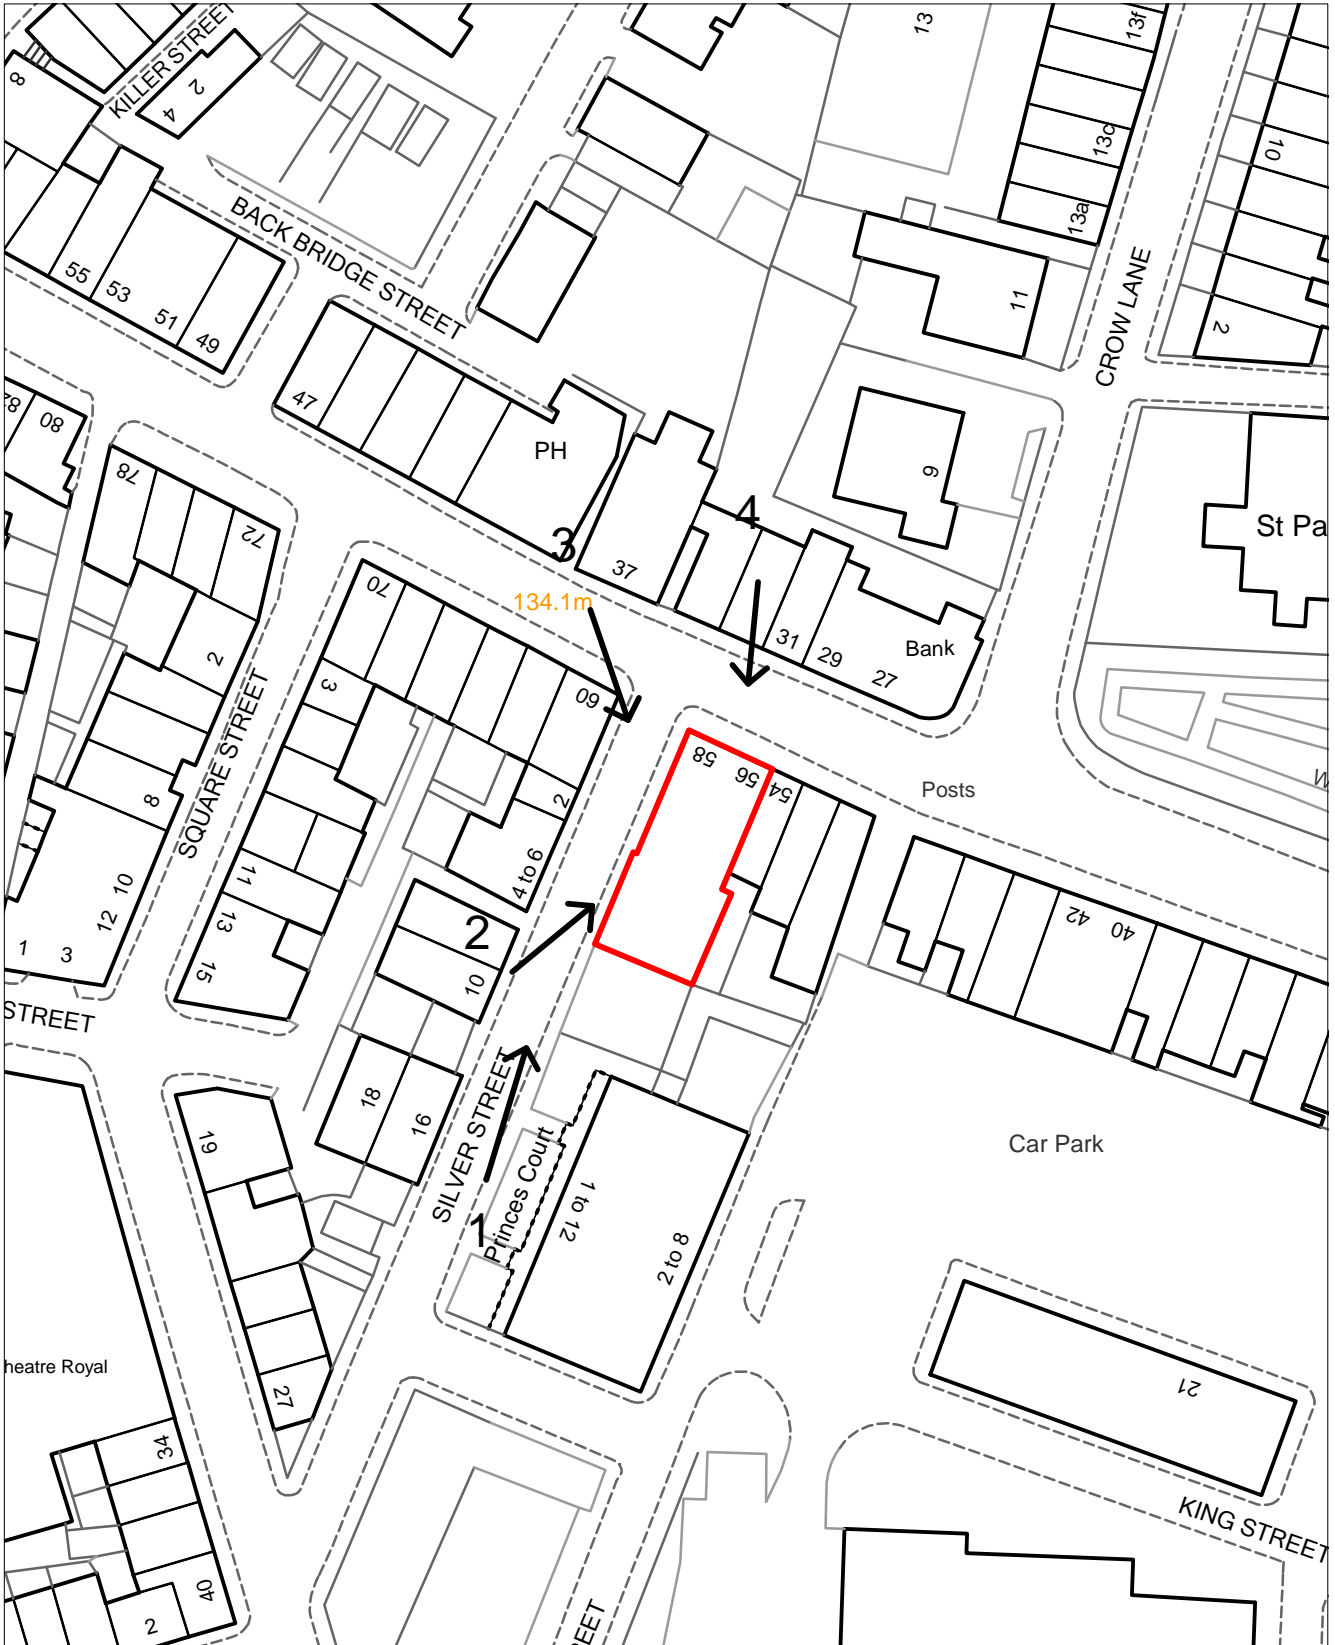 KILLER STREET
8
2
4
13
13f
13c
13a
10
BACK BRIDGE STREET
CROW LANE
11
2
55
53
51
49
47
PH
80
82
78
72
9
St Pa
3
4
37
134.1m
31
29
27
Bank
70
60
3
2
SQUARE STREET
58
56
54
Posts
8
10
12
1
3
11
13
15
2
4 to 6
2
10
42
40
W
STREET
18
16
SILVER STREET
1
Princes Court
1 to 12
2 to 8
Car Park
19
27
heatre Royal
34
40
2
21
KING STREET
EET